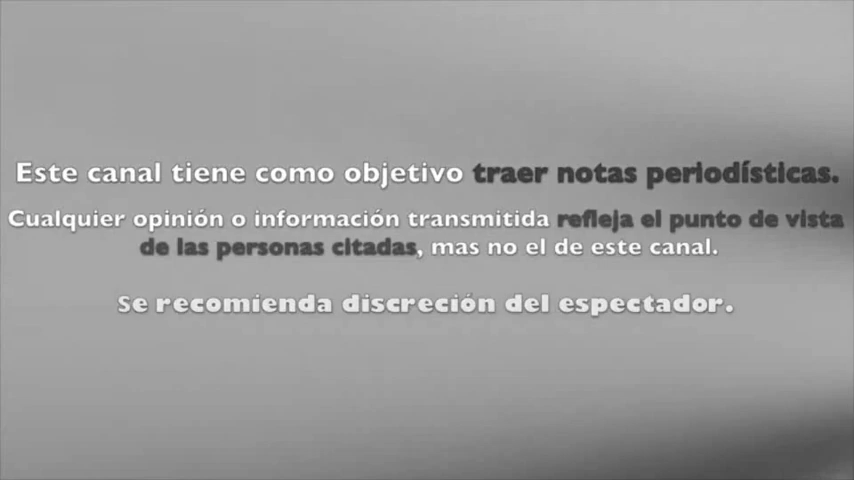 Este canal tiene como objetivo traer notas periodísticas.
Cualquier opinión o información transmitida refleja el punto de vista
de las personas citadas, mas no el de este canal.
Se recomienda discreción del espectador.